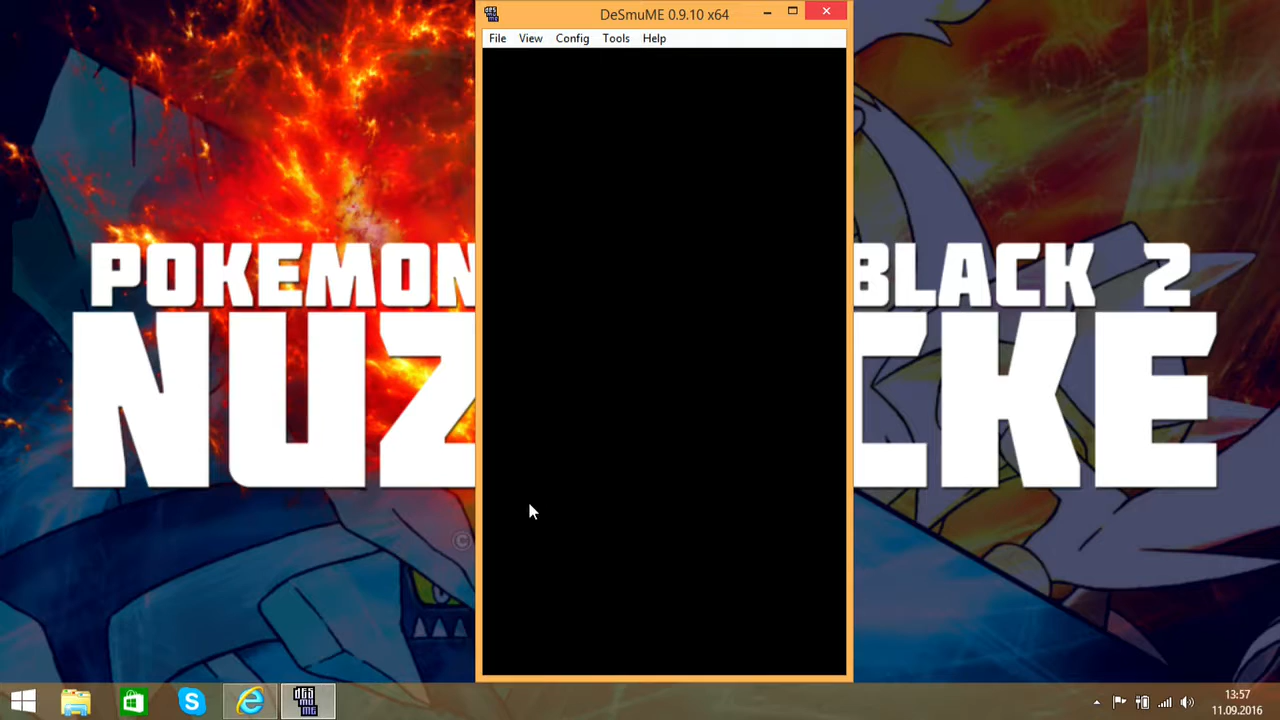 DeSmuME 0.9.10 x64
File View Config Tools Help
POKEMON BLACK 2
NUZ CKE
©
13:57
11.09.2016